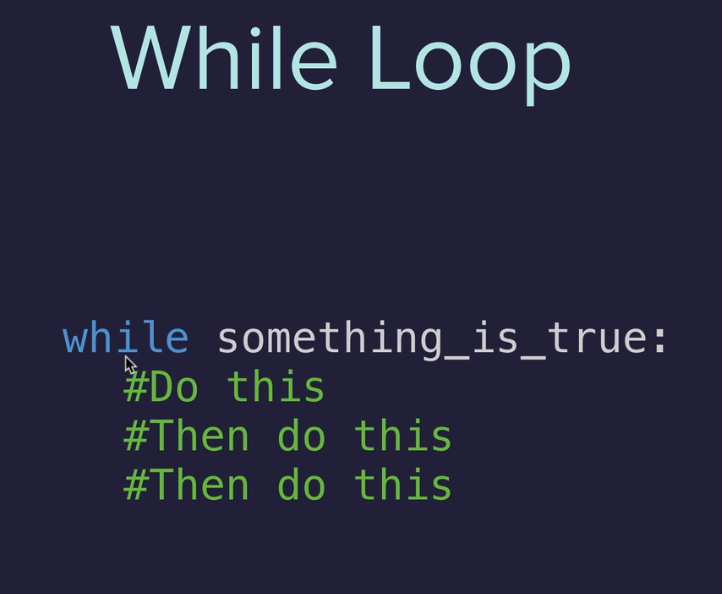 While Loop
while something_is_true:
#Do this
#Then do this
#Then do this